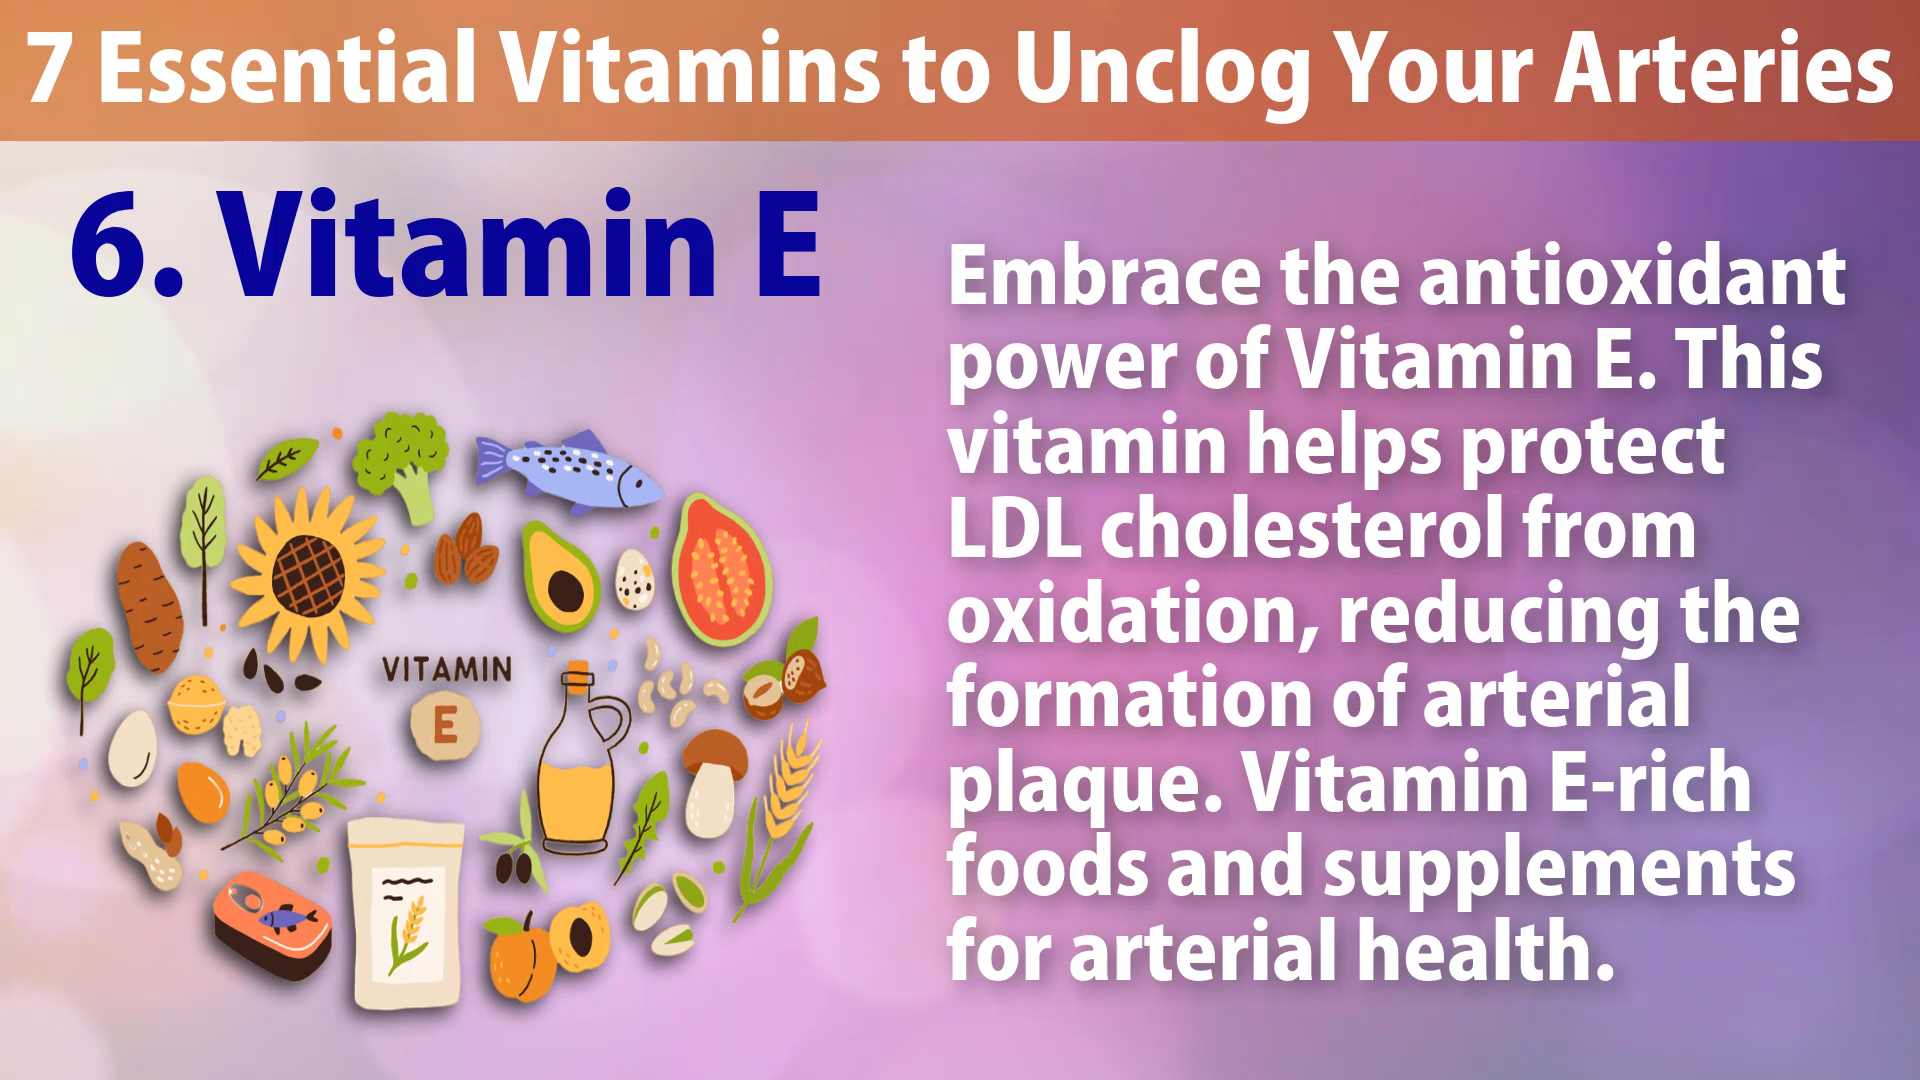 7 Essential Vitamins to Unclog Your Arteries
6. Vitamin E
Embrace the antioxidant
power of Vitamin E. This
vitamin helps protect
LDL cholesterol from
oxidation, reducing the
formation of arterial
plaque. Vitamin E-rich
foods and supplements
for arterial health.
VITAMIN
E